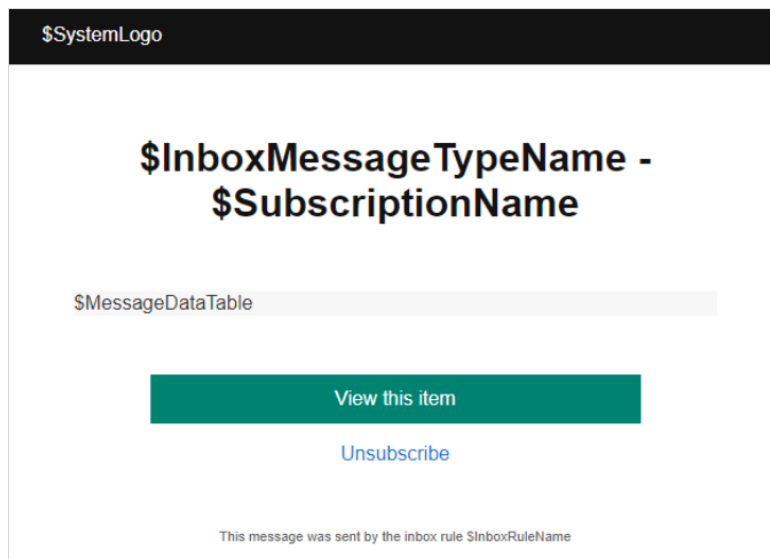 $SystemLogo
$InboxMessageTypeName -
$SubscriptionName
$MessageDataTable
View this item
Unsubscribe
This message was sent by the inbox rule $InboxRuleName